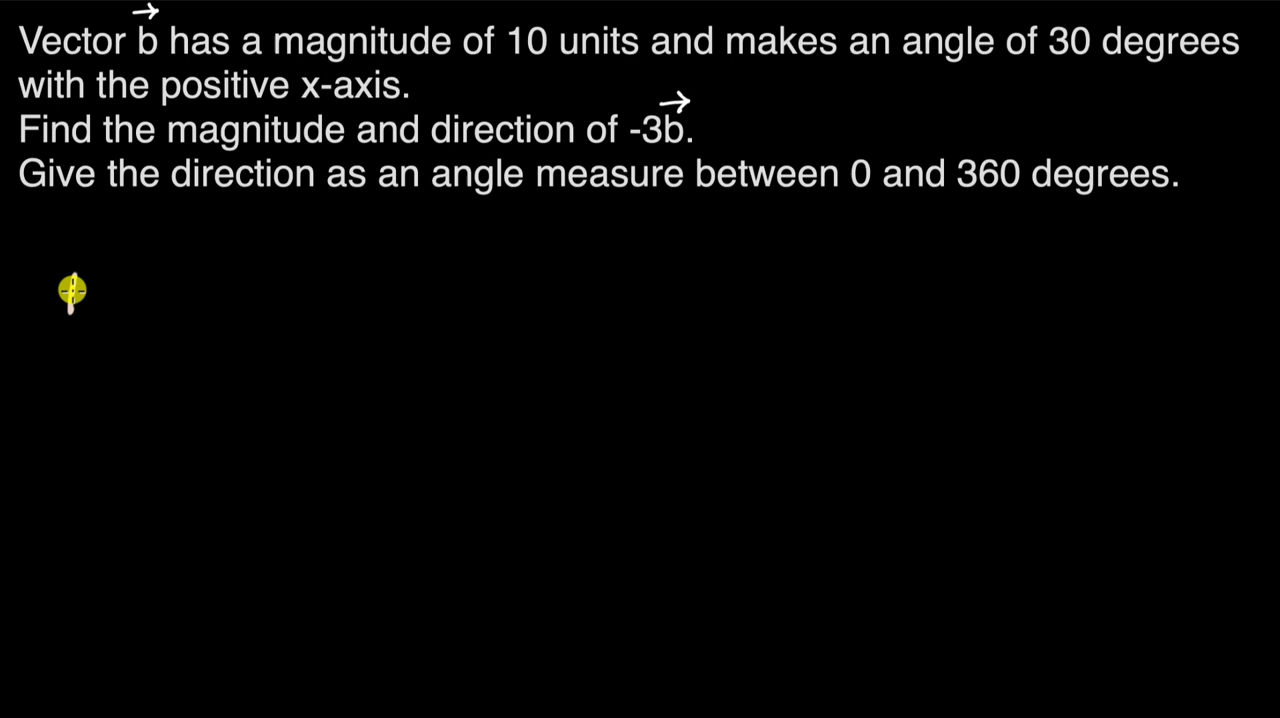 Vector b has a magnitude of 10 units and makes an angle of 30 degrees
with the positive x-axis.
Find the magnitude and direction of -3b.
Give the direction as an angle measure between 0 and 360 degrees.